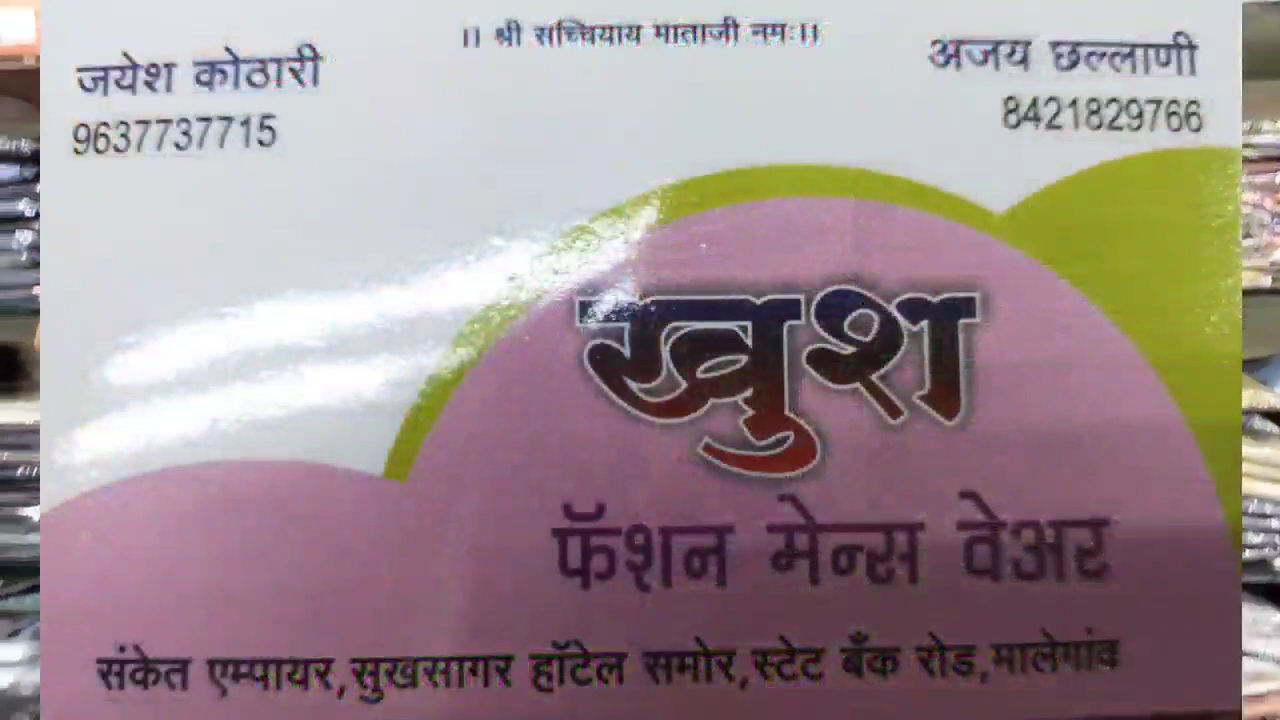 ।। श्री सच्चियाय माताजी नमः।।
जयेश कोठारी
9637737715
अजय छल्लाणी
8421829766
खुश
फॅशन मेन्स वेअर
संकेत एम्पायर,सुखसागर हॉटेल समोर,स्टेट बँक रोड,मालेगांव